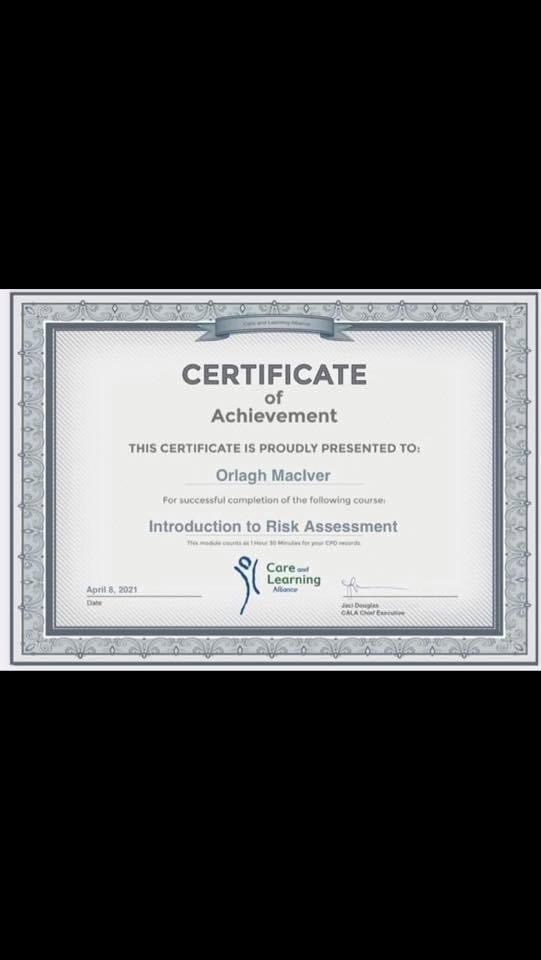 Care and Learning Alliance
CERTIFICATE
of
Achievement
THIS CERTIFICATE IS PROUDLY PRESENTED TO:
Orlagh MacIver
For successful completion of the following course:
Introduction to Risk Assessment
This module counts as 1 Hour 30 Minutes for your CPD records.
Care and
Learning
Alliance
April 8, 2021
Date
Jaci Douglas
CALA Chief Executive